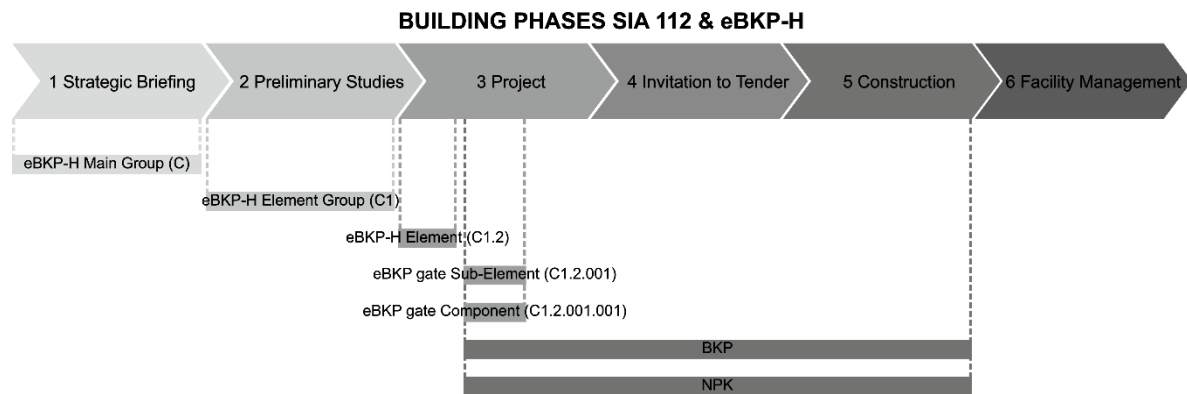 BUILDING PHASES SIA 112 & eBKP-H
1 Strategic Briefing
2 Preliminary Studies
3 Project
4 Invitation to Tender
5 Construction
6 Facility Management
eBKP-H Main Group (C)
eBKP-H Element Group (C1)
eBKP-H Element (C1.2)
eBKP gate Sub-Element (C1.2.001)
eBKP gate Component (C1.2.001.001)
BKP
NPK